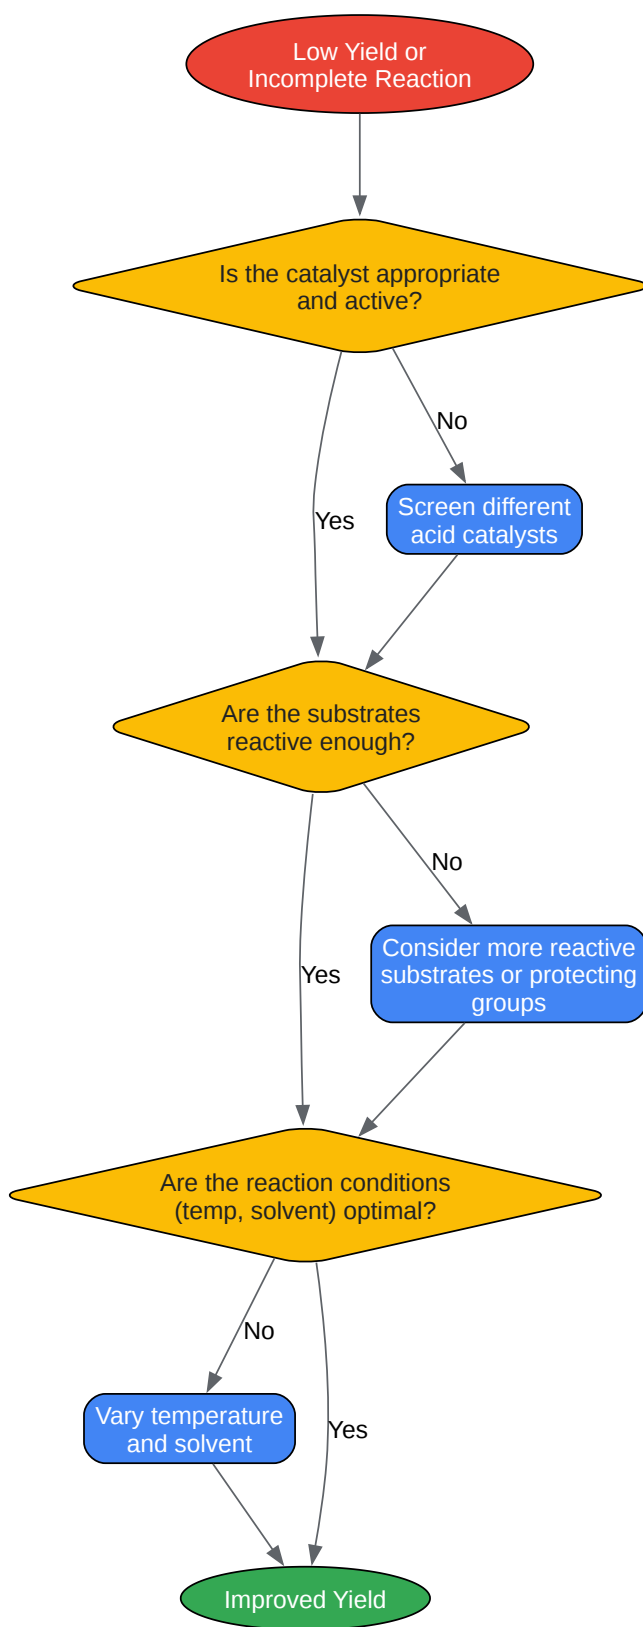 Low Yield or
Incomplete Reaction
Is the catalyst appropriate
and active?
No
Screen different
acid catalysts
Yes
Are the substrates
reactive enough?
No
Consider more reactive
substrates or protecting
groups
Yes
Are the reaction conditions
(temp, solvent) optimal?
No
Vary temperature
and solvent
Yes
Improved Yield